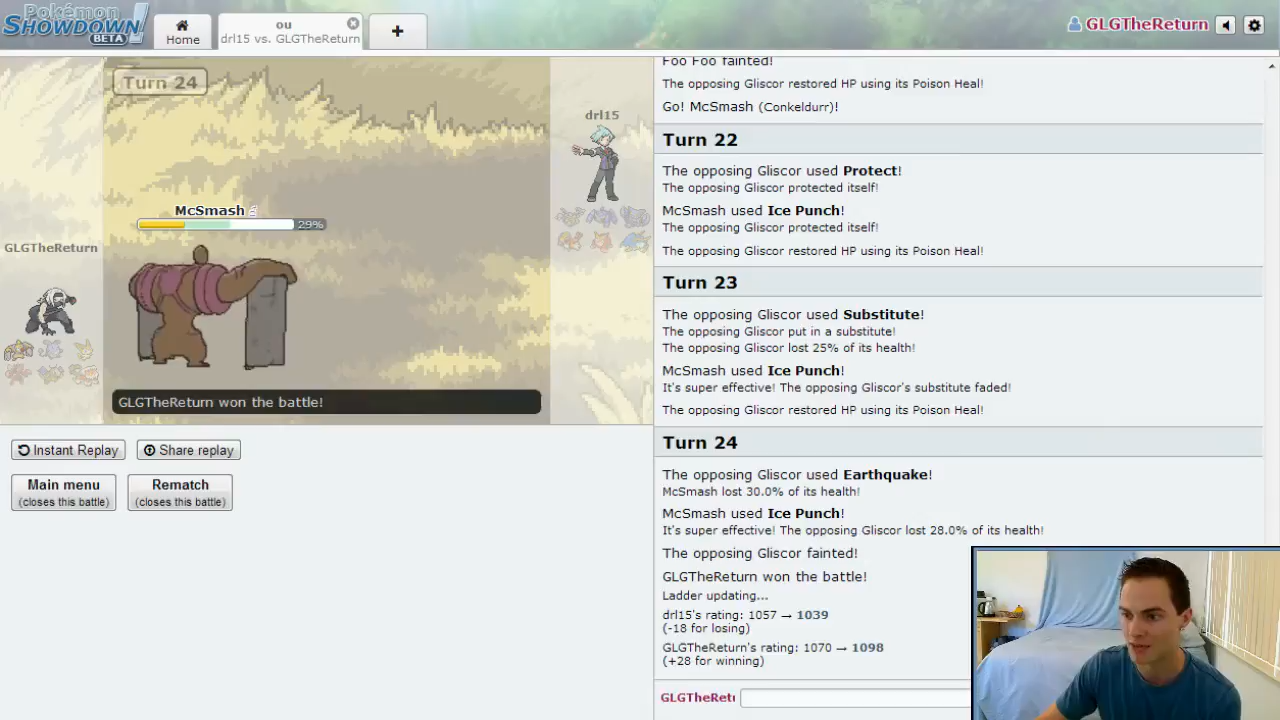 Pokémon
Showdown!
BETA
Home
ou
drl15 vs. GLGTheReturn
+
GLGTheReturn
Turn 24
drl15
McSmash
29%
GLGTheReturn
GLGTheReturn won the battle!
Instant Replay
Share replay
Main menu
(closes this battle)
Rematch
(closes this battle)
Foo Foo fainted!
The opposing Gliscor restored HP using its Poison Heal!
Go! McSmash (Conkeldurr)!
Turn 22
The opposing Gliscor used Protect!
The opposing Gliscor protected itself!
McSmash used Ice Punch!
The opposing Gliscor protected itself!
The opposing Gliscor restored HP using its Poison Heal!
Turn 23
The opposing Gliscor used Substitute!
The opposing Gliscor put in a substitute!
The opposing Gliscor lost 25% of its health!
McSmash used Ice Punch!
It's super effective! The opposing Gliscor's substitute faded!
The opposing Gliscor restored HP using its Poison Heal!
Turn 24
The opposing Gliscor used Earthquake!
McSmash lost 30.0% of its health!
McSmash used Ice Punch!
It's super effective! The opposing Gliscor lost 28.0% of its health!
The opposing Gliscor fainted!
GLGTheReturn won the battle!
Ladder updating...
drl15's rating: 1057 → 1039
(-18 for losing)
GLGTheReturn's rating: 1070 → 1098
(+28 for winning)
GLGTheRetu